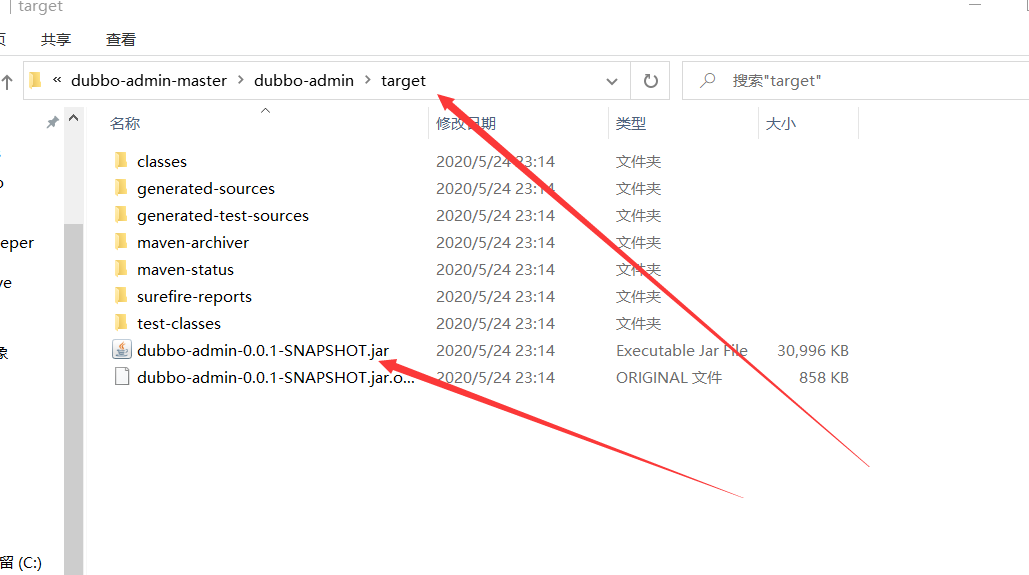 target
共享 查看
« dubbo-admin-master > dubbo-admin > target 搜索"target"
名称 修改日期 类型 大小
classes 2020/5/24 23:14 文件夹
generated-sources 2020/5/24 23:14 文件夹
generated-test-sources 2020/5/24 23:14 文件夹
maven-archiver 2020/5/24 23:14 文件夹
eper
maven-status 2020/5/24 23:14 文件夹
ve
surefire-reports 2020/5/24 23:14 文件夹
test-classes 2020/5/24 23:14 文件夹
dubbo-admin-0.0.1-SNAPSHOT.jar 2020/5/24 23:14 Executable Jar File 30,996 KB
象
dubbo-admin-0.0.1-SNAPSHOT.jar.o... 2020/5/24 23:14 ORIGINAL 文件 858 KB
留 (C:)